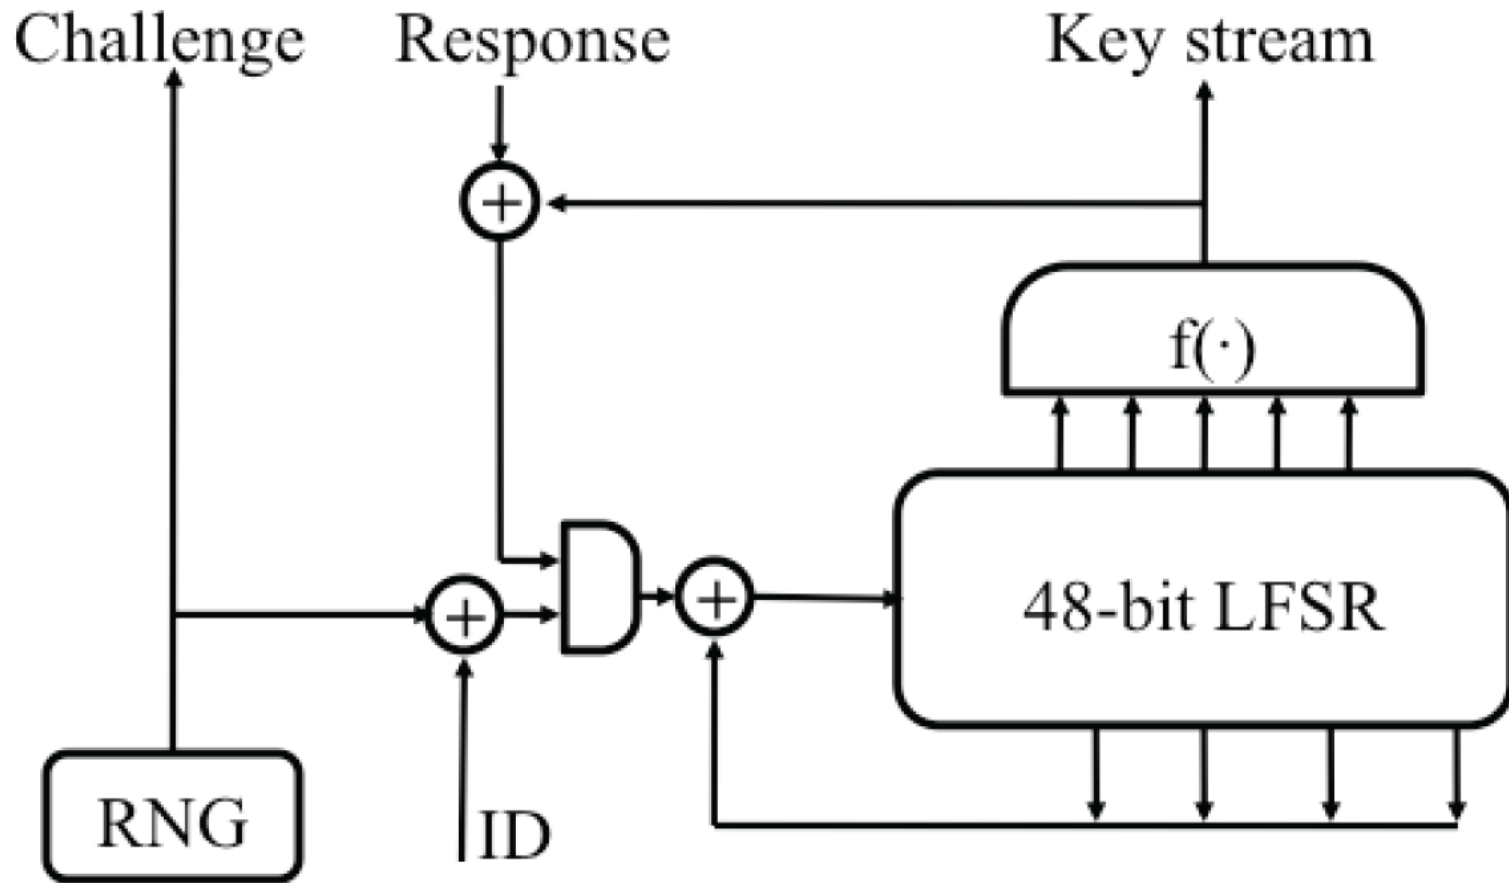 Challenge
Response
Key stream
f(·)
48-bit LFSR
RNG
ID